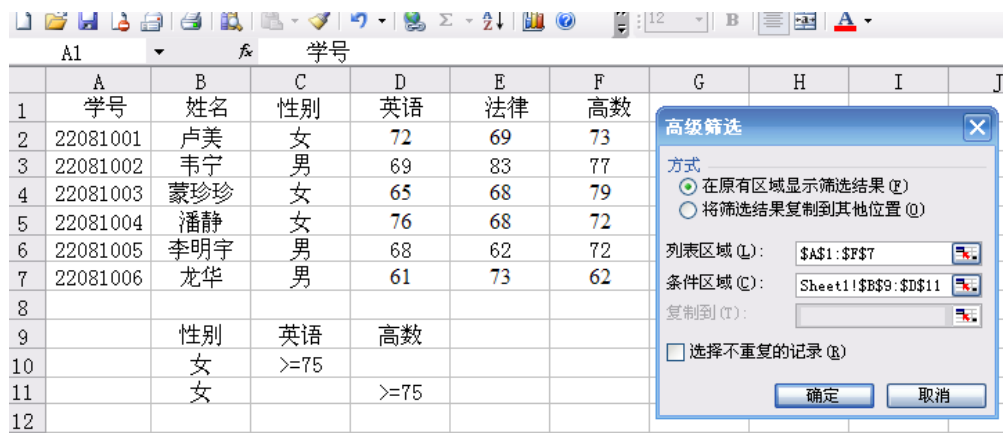 12 B A
A1 fx 学号
A B C D E F G H I J
1 学号 姓名 性别 英语 法律 高数
2 22081001 卢美 女 72 69 73
3 22081002 韦宁 男 69 83 77
4 22081003 蒙珍珍 女 65 68 79
5 22081004 潘静 女 76 68 72
6 22081005 李明宇 男 68 62 72
7 22081006 龙华 男 61 73 62
8
9 性别 英语 高数
10 女 >=75
11 女 >=75
12
高级筛选
方式
在原有区域显示筛选结果(F)
将筛选结果复制到其他位置(O)
列表区域(L): $A$1:$F$7
条件区域(C): Sheet1!$B$9:$D$11
复制到(T):
选择不重复的记录(R)
确定 取消